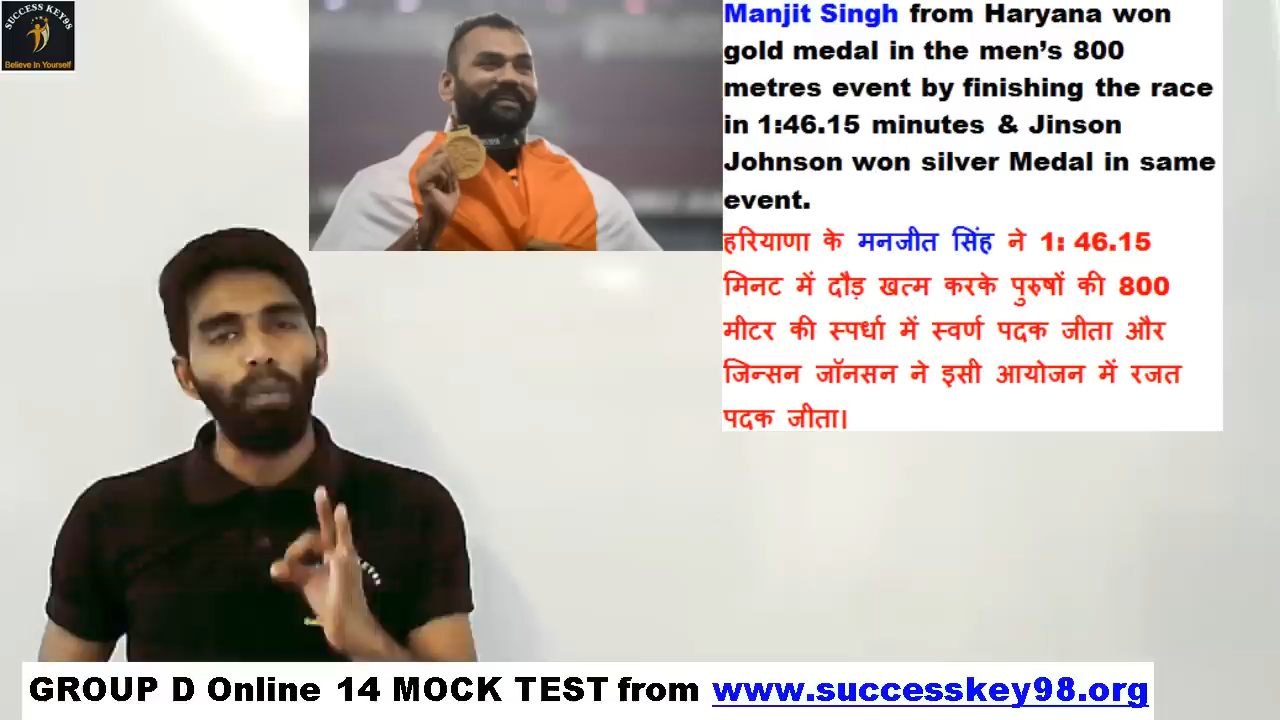 SUCCESS KEY98
Believe In Yourself
Manjit Singh from Haryana won
gold medal in the men’s 800
metres event by finishing the race
in 1:46.15 minutes & Jinson
Johnson won silver Medal in same
event.
हरियाणा के मनजीत सिंह ने 1: 46.15
मिनट में दौड़ खत्म करके पुरुषों की 800
मीटर की स्पर्धा में स्वर्ण पदक जीता और
जिन्सन जॉनसन ने इसी आयोजन में रजत
पदक जीता।
GROUP D Online 14 MOCK TEST from www.successkey98.org